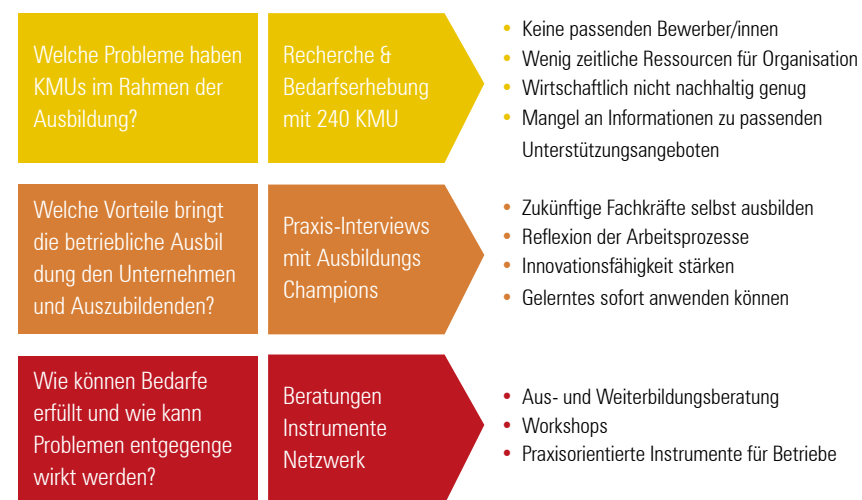 Welche Probleme haben
KMUs im Rahmen der
Ausbildung?
Recherche &
Bedarfserhebung
mit 240 KMU
• Keine passenden Bewerber/innen
• Wenig zeitliche Ressourcen für Organisation
• Wirtschaftlich nicht nachhaltig genug
• Mangel an Informationen zu passenden
Unterstützungsangeboten
Welche Vorteile bringt
die betriebliche Ausbil
dung den Unternehmen
und Auszubildenden?
Praxis-Interviews
mit Ausbildungs
Champions
• Zukünftige Fachkräfte selbst ausbilden
• Reflexion der Arbeitsprozesse
• Innovationsfähigkeit stärken
• Gelerntes sofort anwenden können
Wie können Bedarfe
erfüllt und wie kann
Problemen entgegenge
wirkt werden?
Beratungen
Instrumente
Netzwerk
• Aus- und Weiterbildungsberatung
• Workshops
• Praxisorientierte Instrumente für Betriebe